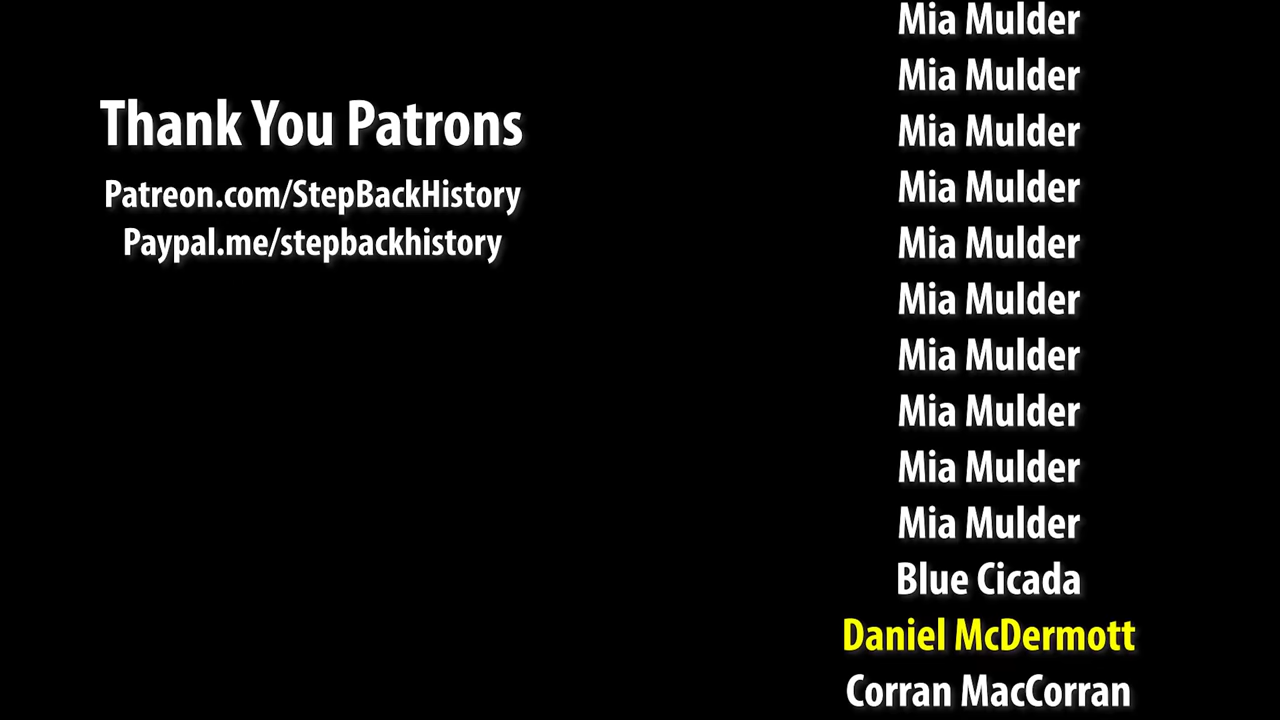 Thank You Patrons
Patreon.com/StepBackHistory
Paypal.me/stepbackhistory
Mia Mulder
Mia Mulder
Mia Mulder
Mia Mulder
Mia Mulder
Mia Mulder
Mia Mulder
Mia Mulder
Mia Mulder
Mia Mulder
Blue Cicada
Daniel McDermott
Corran MacCorran